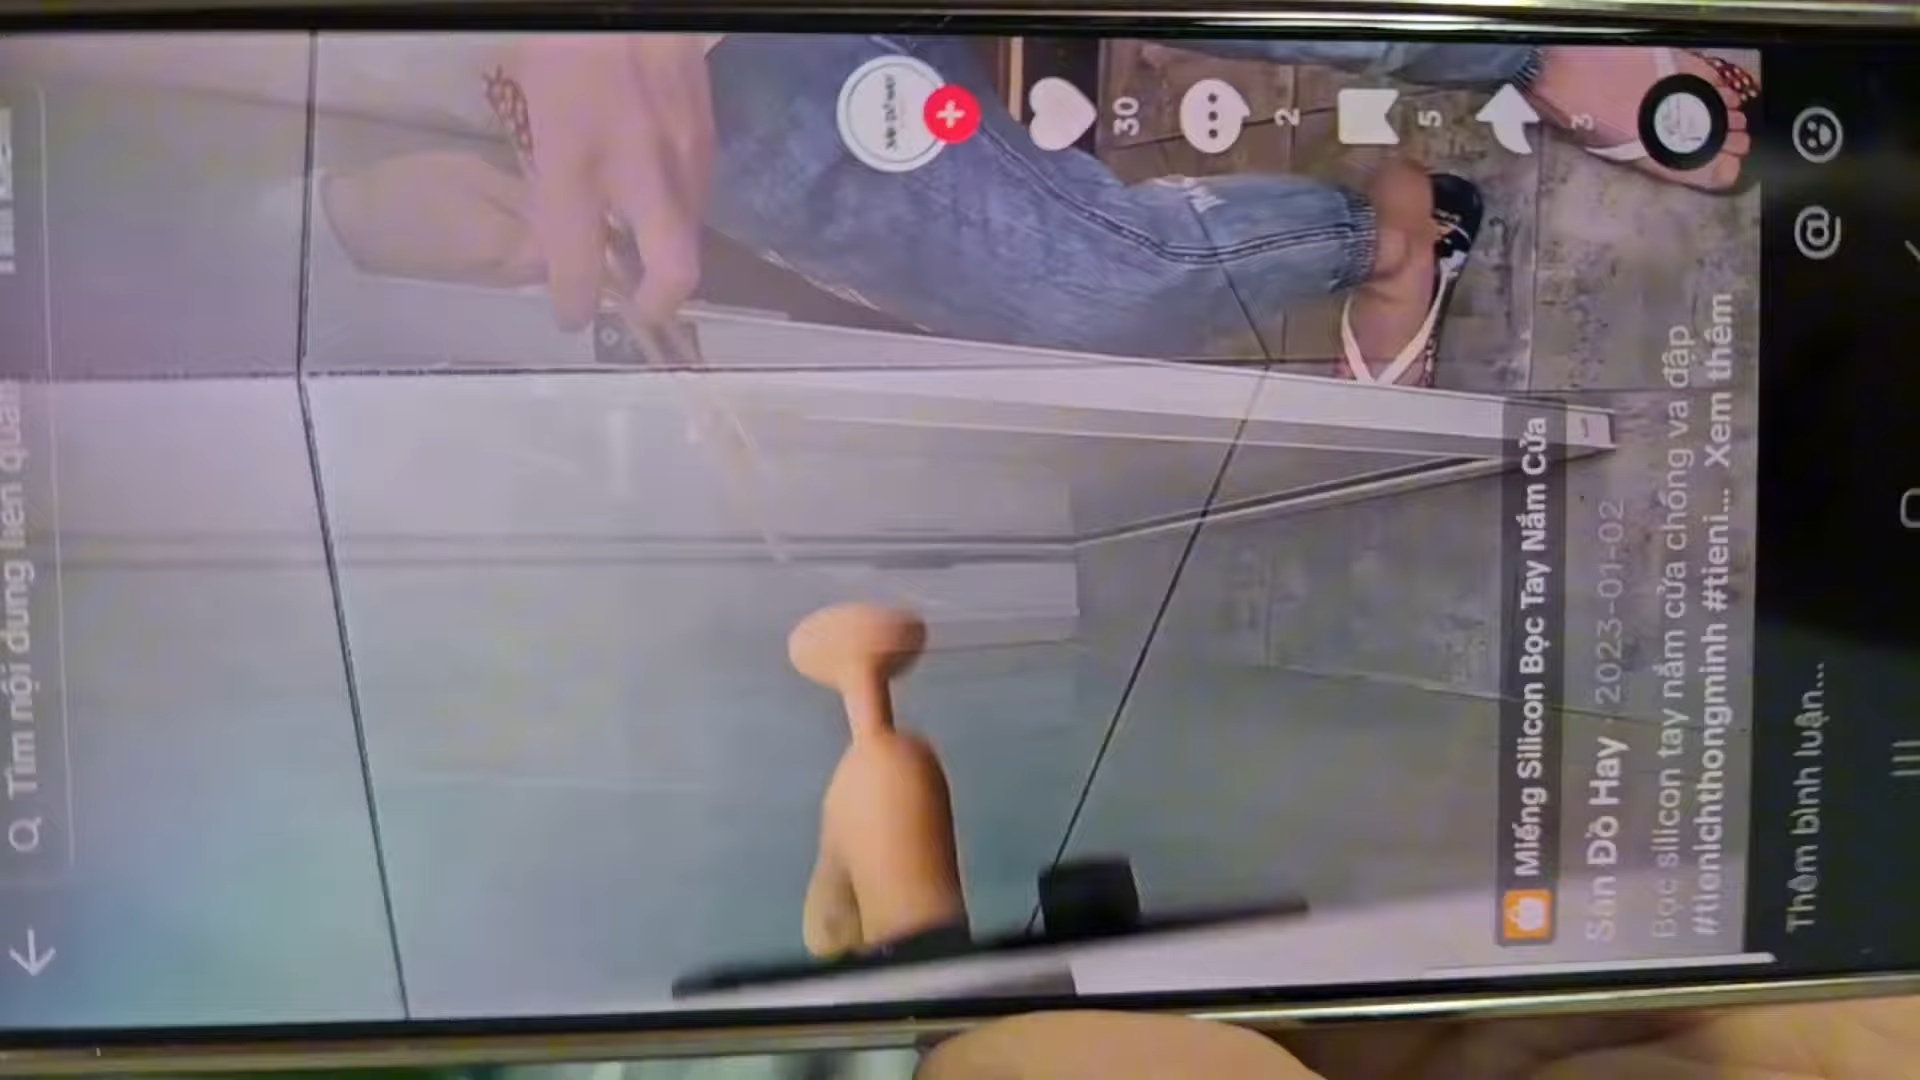 Tìm nội dung liên quan
30
2
5
3
Miếng Silicon Bọc Tay Nắm Cửa
Săn Đồ Hay · 2023-01-02
Bọc silicon tay nắm cửa chống va đập
#tienichthongminh #tieni... Xem thêm
Thêm bình luận...